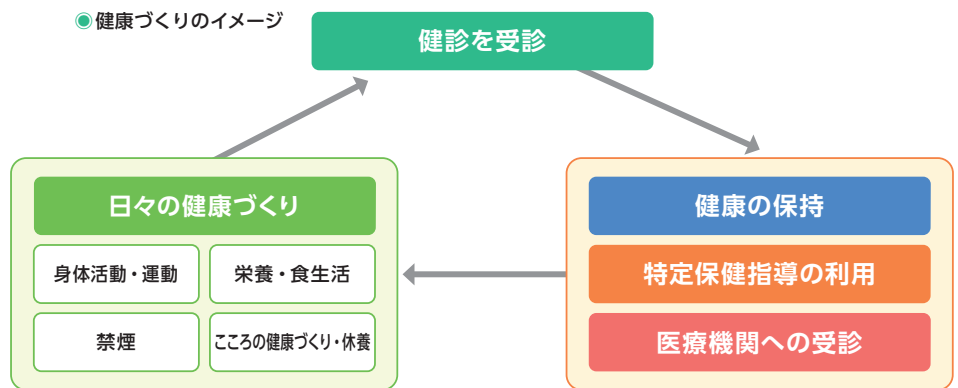 ◉健康づくりのイメージ
健診を受診
日々の健康づくり
身体活動・運動
栄養・食生活
禁煙
こころの健康づくり・休養
健康の保持
特定保健指導の利用
医療機関への受診